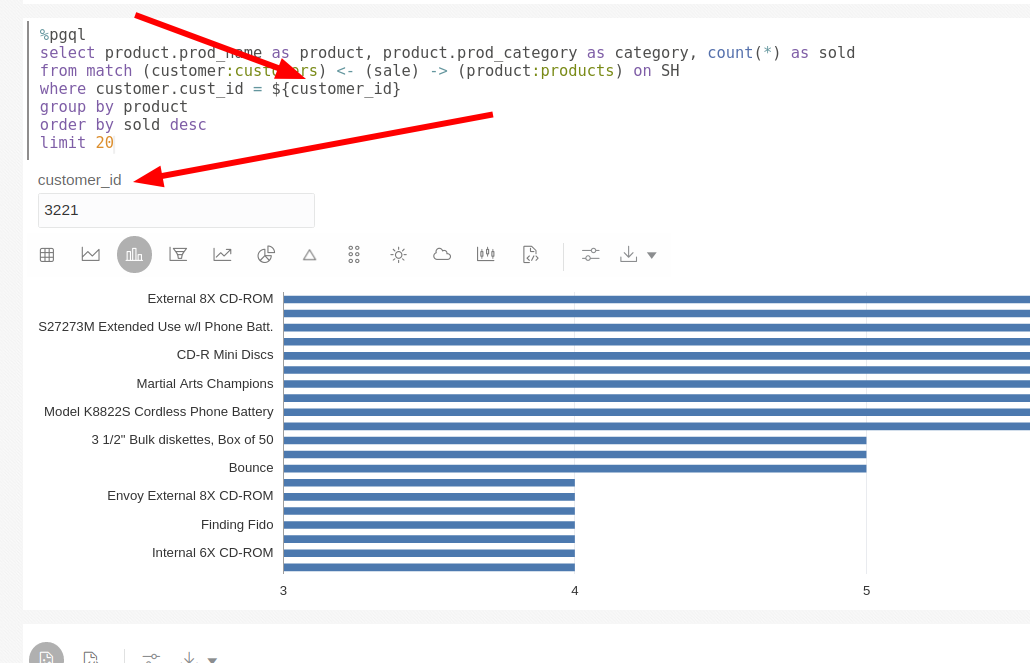 %pgql
select product.prod_name as product, product.prod_category as category, count(*) as sold
from match (customer:customers) <- (sale) -> (product:products) on SH
where customer.cust_id = ${customer_id}
group by product
order by sold desc
limit 20
customer_id
3221
External 8X CD-ROM
S27273M Extended Use w/l Phone Batt.
CD-R Mini Discs
Martial Arts Champions
Model K8822S Cordless Phone Battery
3 1/2" Bulk diskettes, Box of 50
Bounce
Envoy External 8X CD-ROM
Finding Fido
Internal 6X CD-ROM
3 4 5